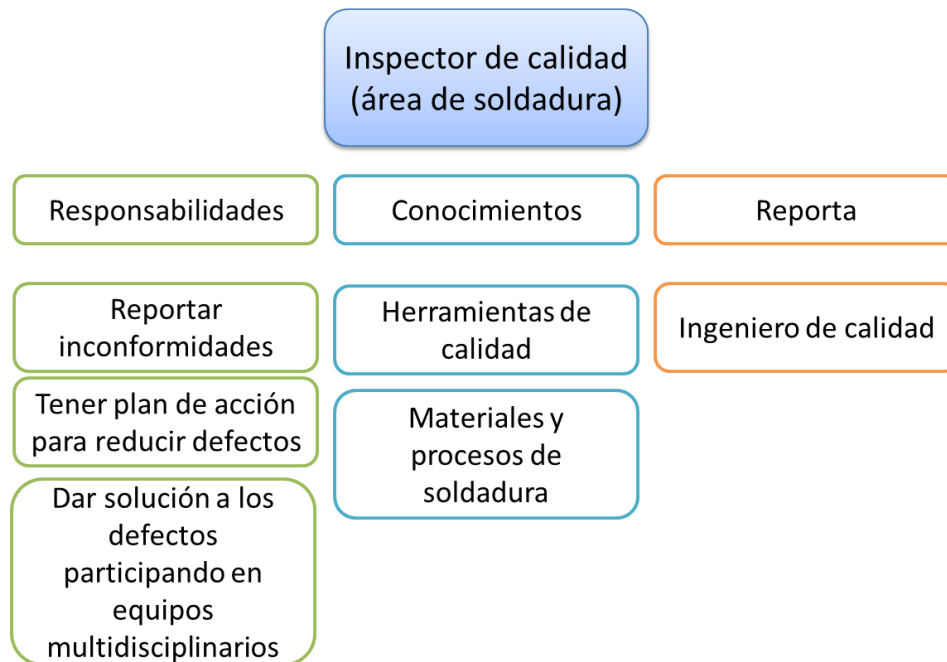 Inspector de calidad
(área de soldadura)
Responsabilidades
Conocimientos
Reporta
Reportar
inconformidades
Herramientas de
calidad
Ingeniero de calidad
Tener plan de acción
para reducir defectos
Materiales y
procesos de
soldadura
Dar solución a los
defectos
participando en
equipos
multidisciplinarios